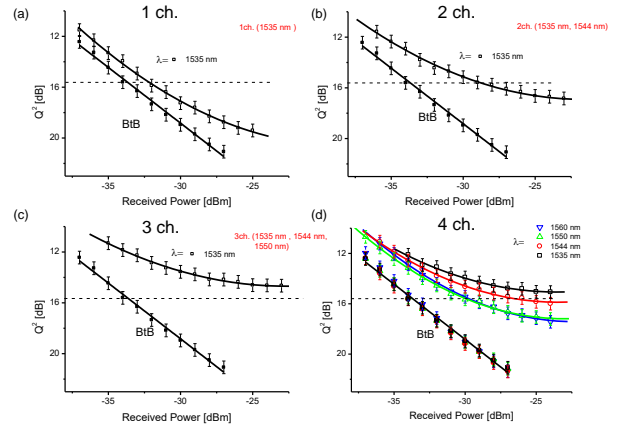 (a)
1 ch.
1ch. (1535 nm )
λ= 1535 nm
BtB
Q² [dB]
12
16
20
-35
-30
-25
Received Power [dBm]
(b)
2 ch.
2ch. (1535 nm, 1544 nm)
λ= 1535 nm
BtB
Q² [dB]
12
16
20
-35
-30
-25
Received Power [dBm]
(c)
3 ch.
3ch. (1535 nm , 1544 nm,
1550 nm)
λ= 1535 nm
BtB
Q² [dB]
12
16
20
-35
-30
-25
Received Power [dBm]
(d)
4 ch.
1560 nm
1550 nm
λ= 1544 nm
1535 nm
BtB
Q² [dB]
12
16
20
-35
-30
-25
Received Power [dBm]